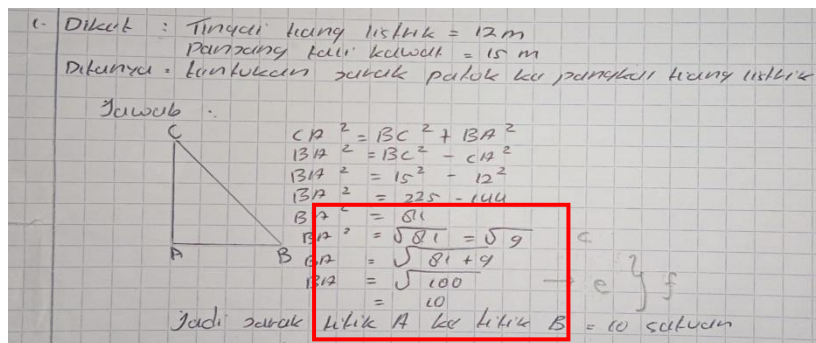 1. Diket : Tinggi tiang listrik = 12 m
Panjang tali kawat = 15 m
Ditanya = tentukan jarak patok ke pangkal tiang listrik
Jawab :
C
CA² = BC² + BA²
BA² = BC² - CA²
BA² = 15² - 12²
BA² = 225 - 144
BA² = 81
BA² = √81 = √9 c
A B BA = √81 + 9
BA = √100 → e } f
= 10
Jadi jarak titik A ke titik B = 10 satuan